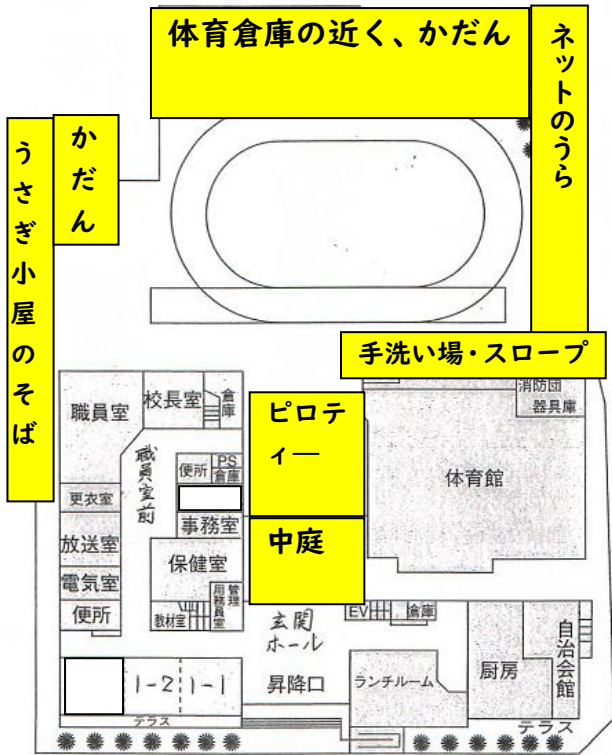 体育倉庫の近く、かだん
ネットのうら
かだん
うさぎ小屋のそば
手洗い場・スロープ
消防団
器具庫
職員室
校長室
倉庫
職員室前
ピロテ
ィー
体育館
便所
PS
倉庫
更衣室
事務室
中庭
放送室
保健室
電気室
管理
用務員室
便所
教材室
玄関
ホール
EV
倉庫
自治会館
厨房
1-2
1-1
昇降口
ランチルーム
テラス
テラス